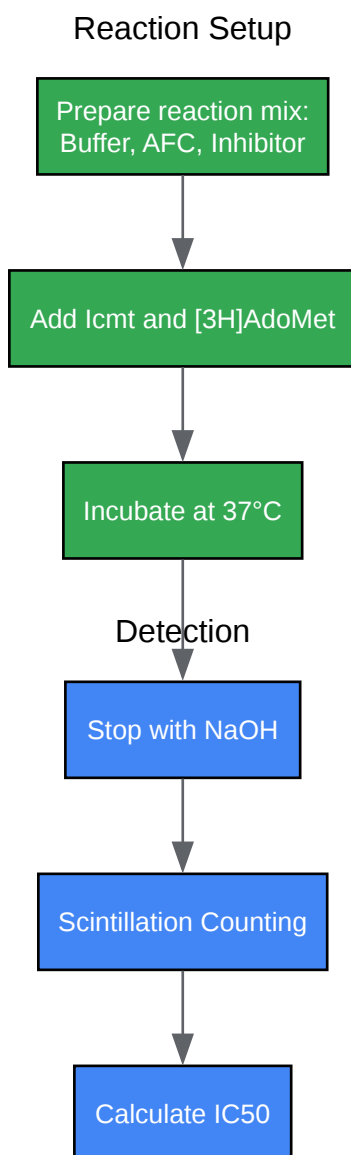 Reaction Setup
Prepare reaction mix:
Buffer, AFC, Inhibitor
Add Icmt and [3H]AdoMet
Incubate at 37°C
Detection
Stop with NaOH
Scintillation Counting
Calculate IC50